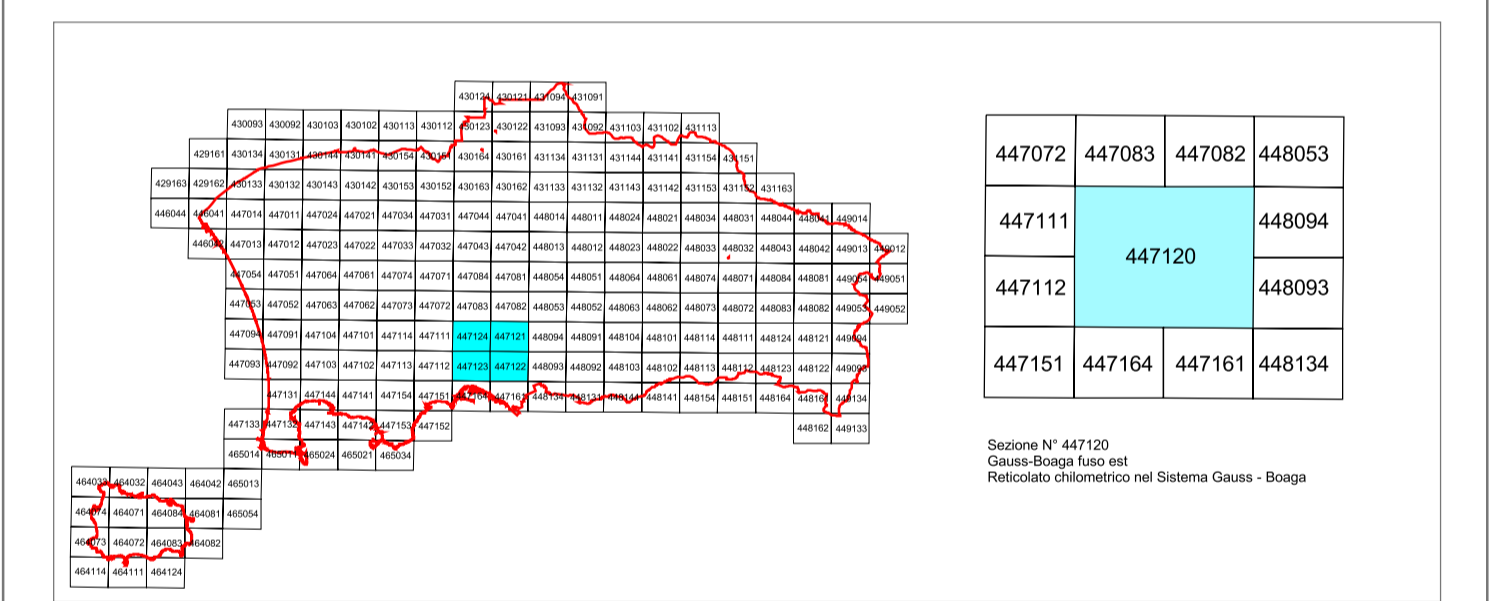 430124 430121 431094 431091
430093 430092 430103 430102 430113 430112 430123 430122 431093 431092 431103 431102 431113
429161 430134 430131 430144 430141 430154 430151 430164 430161 431134 431131 431144 431141 431154 431151
429163 429162 430133 430132 430143 430142 430153 430152 430163 430162 431133 431132 431143 431142 431153 431152 431163
446044 446041 447014 447011 447024 447021 447034 447031 447044 447041 448014 448011 448024 448021 448034 448031 448044 448041 449014
446042 447013 447012 447023 447022 447033 447032 447043 447042 448013 448012 448023 448022 448033 448032 448043 448042 449013 449012
447054 447051 447064 447061 447074 447071 447084 447081 448054 448051 448064 448061 448074 448071 448084 448081 449054 449051
447053 447052 447063 447062 447073 447072 447083 447082 448053 448052 448063 448062 448073 448072 448083 448082 449053 449052
447094 447091 447104 447101 447114 447111 447124 447121 448094 448091 448104 448101 448114 448111 448124 448121 449094
447093 447092 447103 447102 447113 447112 447123 447122 448093 448092 448103 448102 448113 448112 448123 448122 449093
447131 447144 447141 447154 447151 447164 447161 448134 448131 448144 448141 448154 448151 448164 448161 449134
447133 447132 447143 447142 447153 447152 448162 449133
465014 465011 465024 465021 465034
464033 464032 464043 464042 465013
464074 464071 464084 464081 465054
464073 464072 464083 464082
464114 464111 464124
447072 447083 447082 448053
447111 448094
447120
447112 448093
447151 447164 447161 448134
Sezione N° 447120
Gauss-Boaga fuso est
Reticolato chilometrico nel Sistema Gauss - Boaga